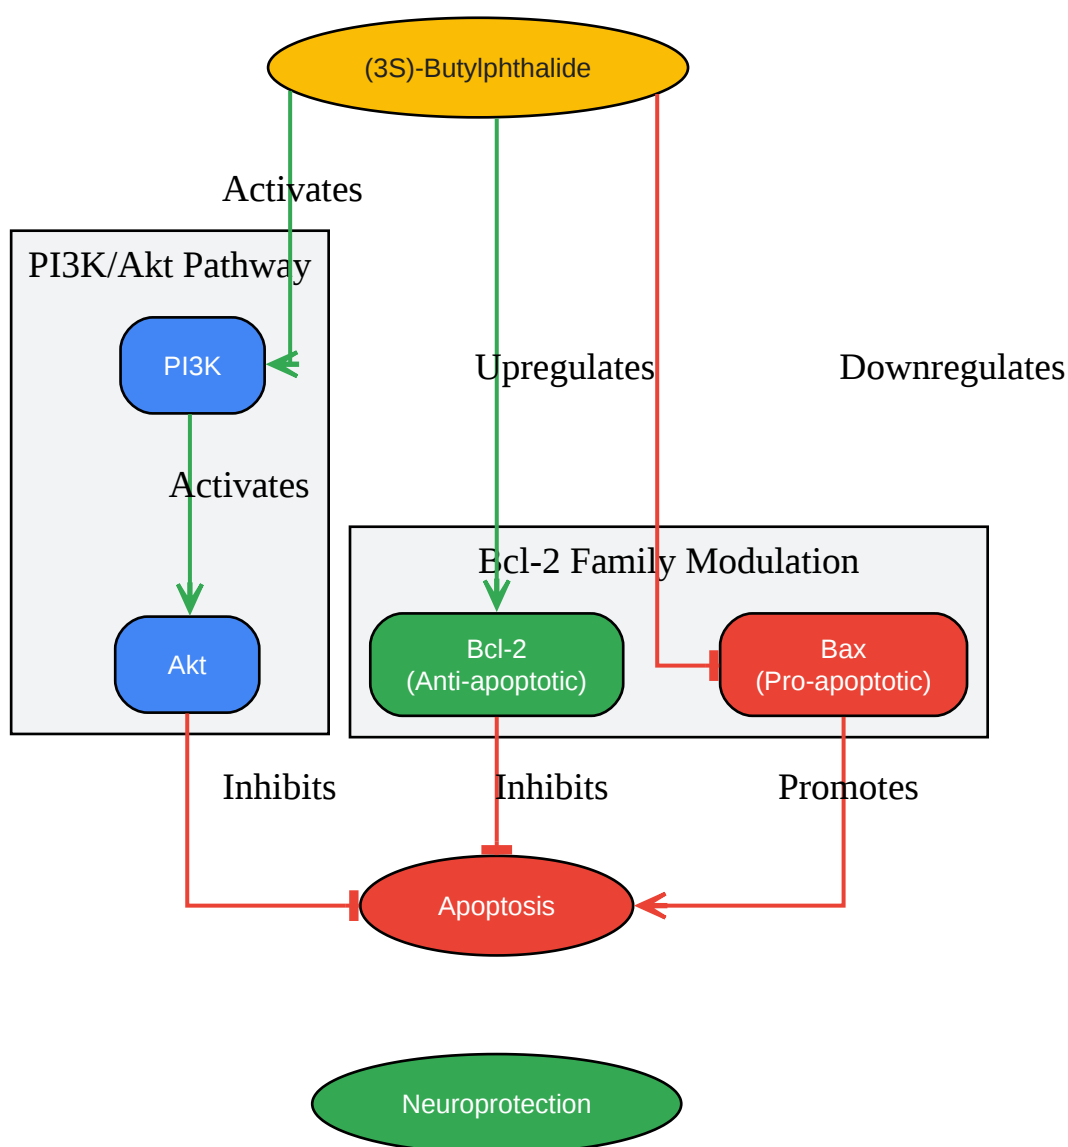 (3S)-Butylphthalide
Activates
PI3K/Akt Pathway
PI3K
Upregulates
Downregulates
Activates
Bcl-2 Family Modulation
Akt
Bcl-2
(Anti-apoptotic)
Bax
(Pro-apoptotic)
Inhibits
Inhibits
Promotes
Apoptosis
Neuroprotection